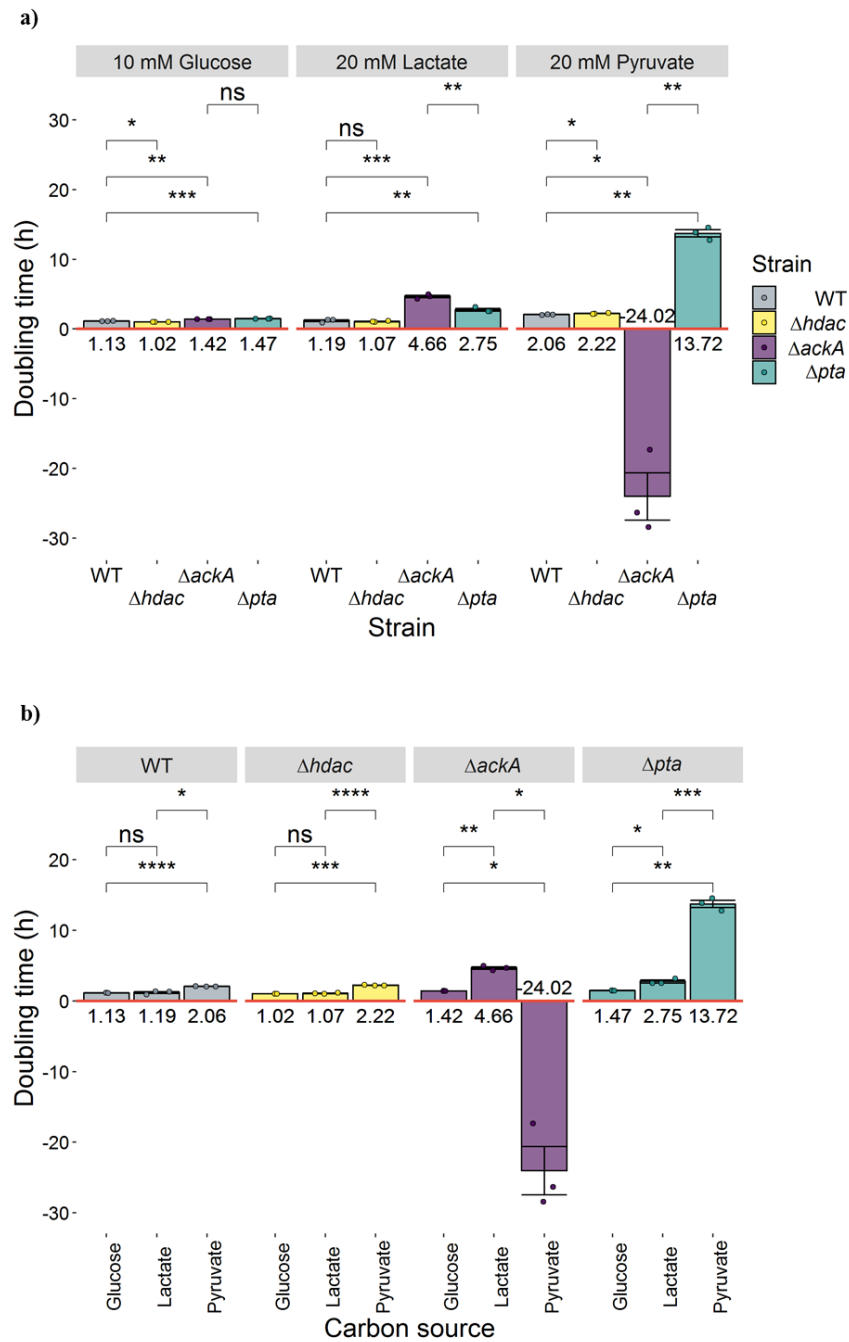 a)
10 mM Glucose 20 mM Lactate 20 mM Pyruvate
ns ** **
30
* ns *
** *** *
20
*** ** **
10
Doubling time (h)
0
-24.02
1.13 1.02 1.42 1.47 1.19 1.07 4.66 2.75 2.06 2.22 13.72
-10
-20
-30
WT ΔackA WT ΔackA WT ΔackA
Δhdac Δpta Δhdac Δpta Δhdac Δpta
Strain
Strain
WT
Δhdac
ΔackA
Δpta
b)
WT Δhdac ΔackA Δpta
* **** * ***
ns ns ** *
20
**** *** * **
10
Doubling time (h)
0
-24.02
1.13 1.19 2.06 1.02 1.07 2.22 1.42 4.66 1.47 2.75 13.72
-10
-20
-30
Glucose Lactate Pyruvate Glucose Lactate Pyruvate Glucose Lactate Pyruvate Glucose Lactate Pyruvate
Carbon source